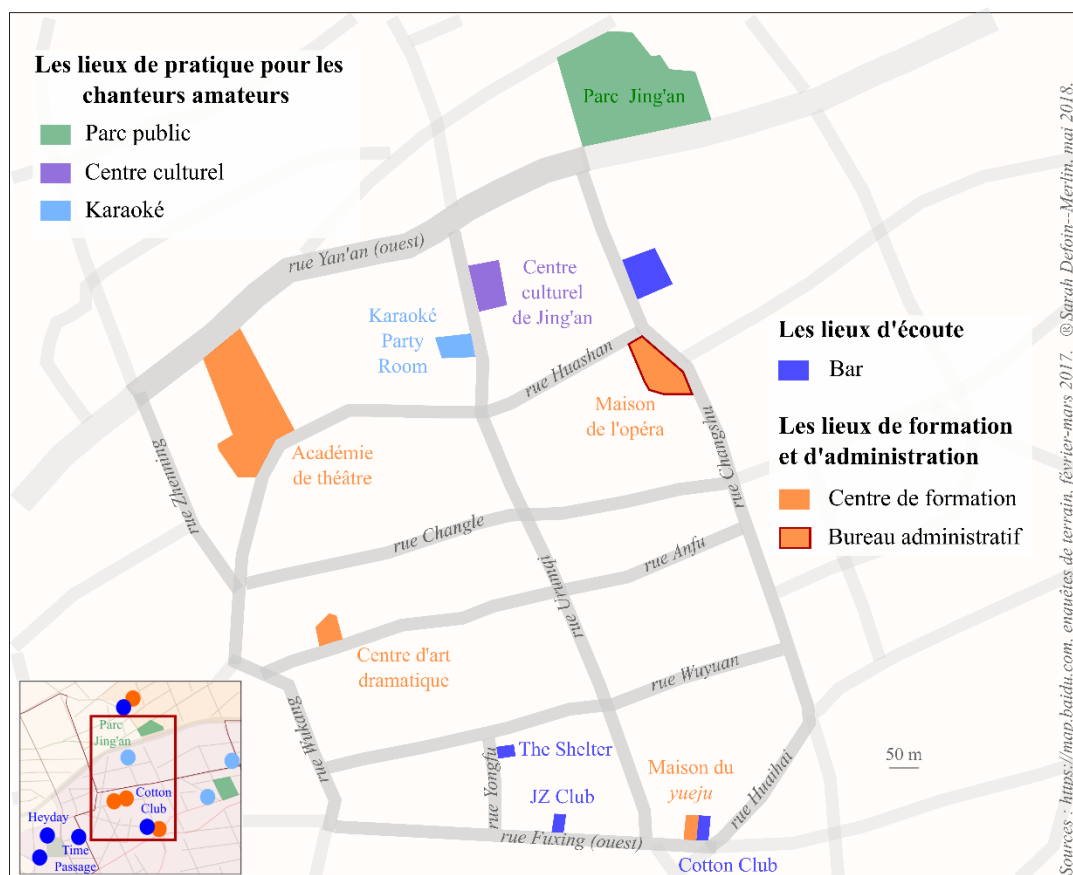 Les lieux de pratique pour les
chanteurs amateurs
Parc public
Centre culturel
Karaoké
Parc Jing'an
rue Yan'an (ouest)
Centre
culturel
de Jing'an
Karaoké
Party
Room
rue Huashan
Maison
de l'opéra
Les lieux d'écoute
Bar
Les lieux de formation
et d'administration
Centre de formation
Bureau administratif
Académie
de théâtre
rue Zhenning
rue Changshu
rue Changle
rue Anfu
rue Urumqi
Centre d'art
dramatique
rue Wuyuan
rue Wukang
rue Yongfu
The Shelter
JZ Club
Maison du
yueju
rue Huaihai
50 m
rue Fuxing (ouest)
Cotton Club
Parc
Jing'an
Cotton
Club
Heyday
Time
Passage
Sources : https://map.baidu.com, enquêtes de terrain, février-mars 2017. @Sarah Defoin--Merlin, mai 2018.